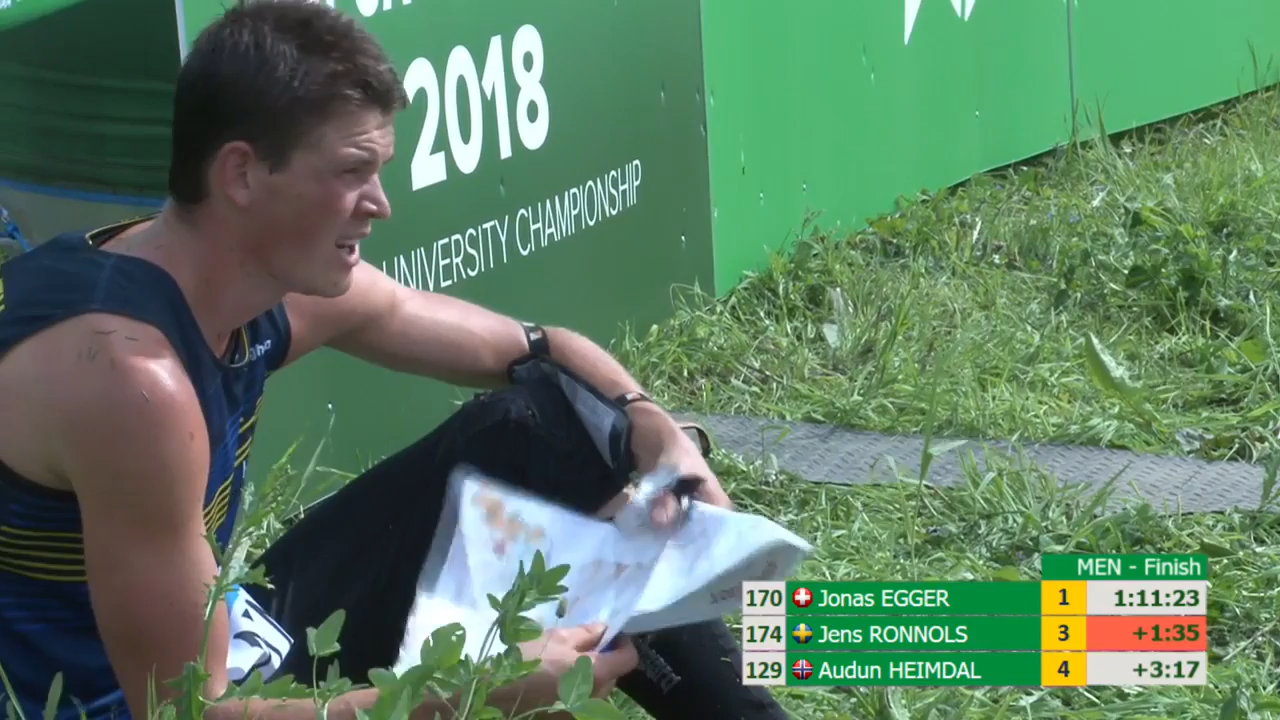 2018
UNIVERSITY CHAMPIONSHIP
MEN - Finish
170 Jonas EGGER 1 1:11:23
174 Jens RONNOLS 3 +1:35
129 Audun HEIMDAL 4 +3:17